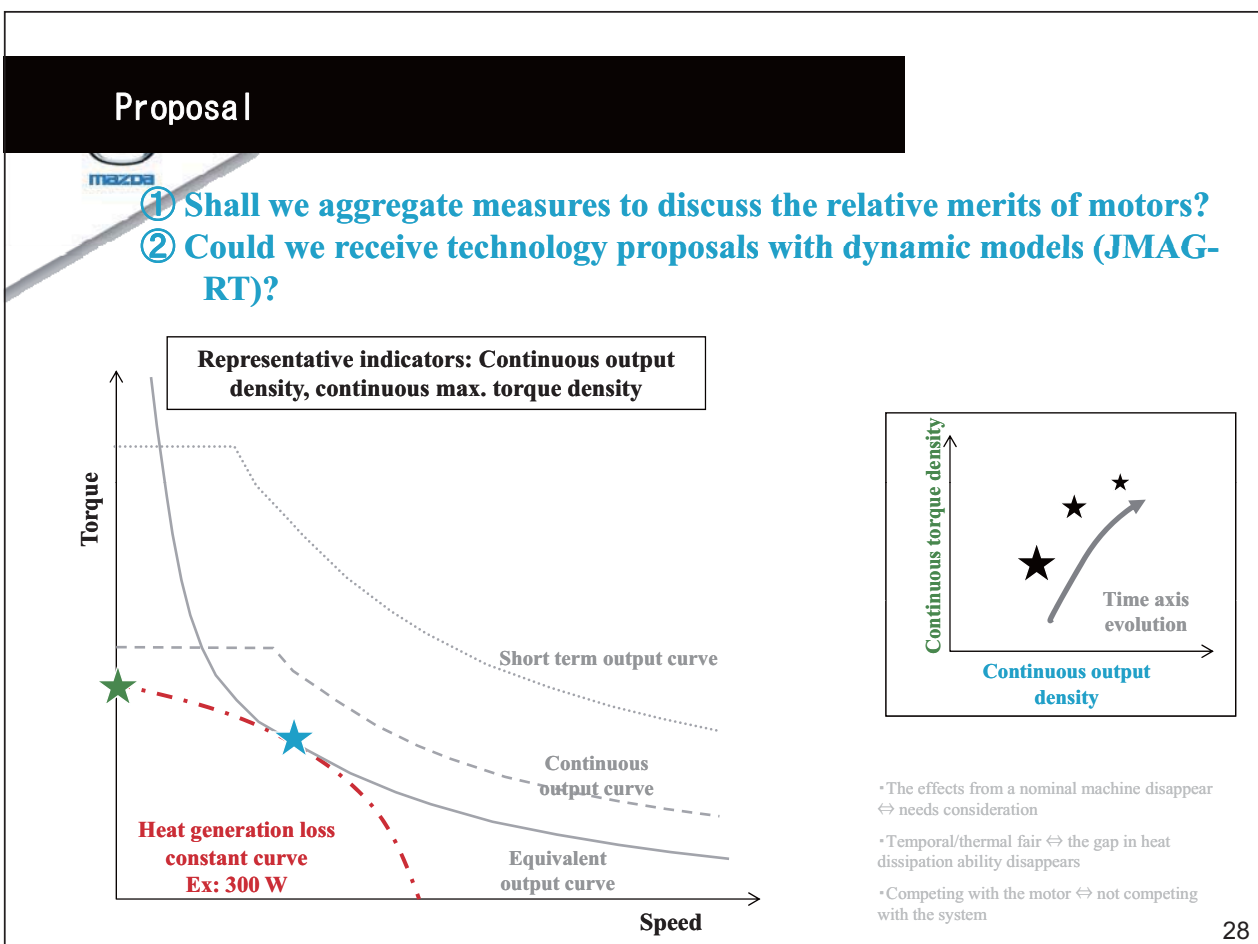 Proposal
mazda
① Shall we aggregate measures to discuss the relative merits of motors?
② Could we receive technology proposals with dynamic models (JMAG-
RT)?
Representative indicators: Continuous output
density, continuous max. torque density
Torque
Short term output curve
Continuous
output curve
Heat generation loss
constant curve
Ex: 300 W
Equivalent
output curve
Speed
Continuous torque density
Time axis
evolution
Continuous output
density
・The effects from a nominal machine disappear
⇔ needs consideration
・Temporal/thermal fair ⇔ the gap in heat
dissipation ability disappears
・Competing with the motor ⇔ not competing
with the system
28